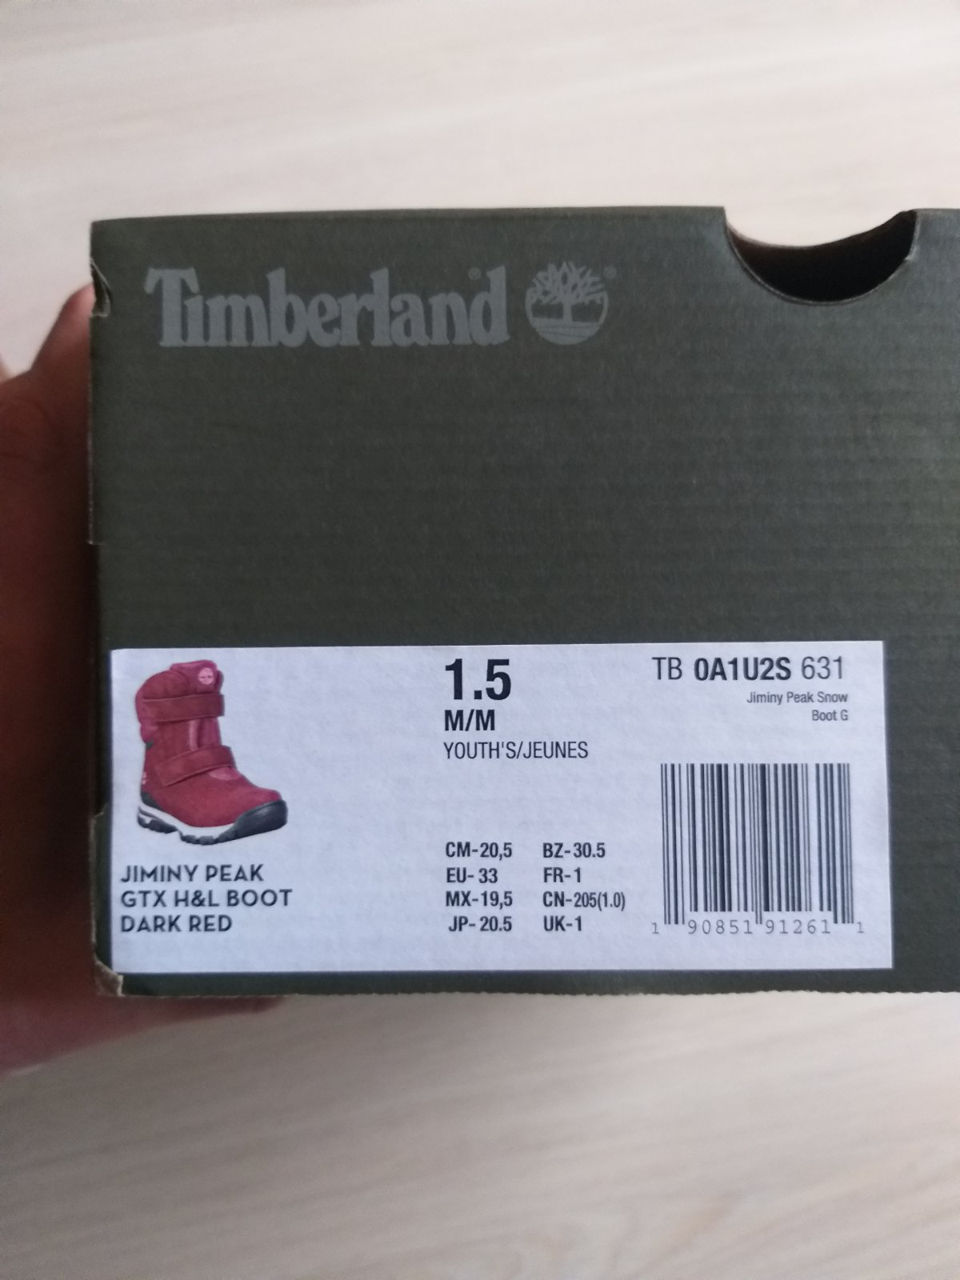 Timberland
1.5
M/M
YOUTH'S/JEUNES
TB 0A1U2S 631
Jiminy Peak Snow
Boot G
JIMINY PEAK
GTX H&L BOOT
DARK RED
CM-20,5 BZ-30.5
EU- 33 FR-1
MX-19,5 CN-205(1.0)
JP- 20.5 UK-1
1 90851 91261 1